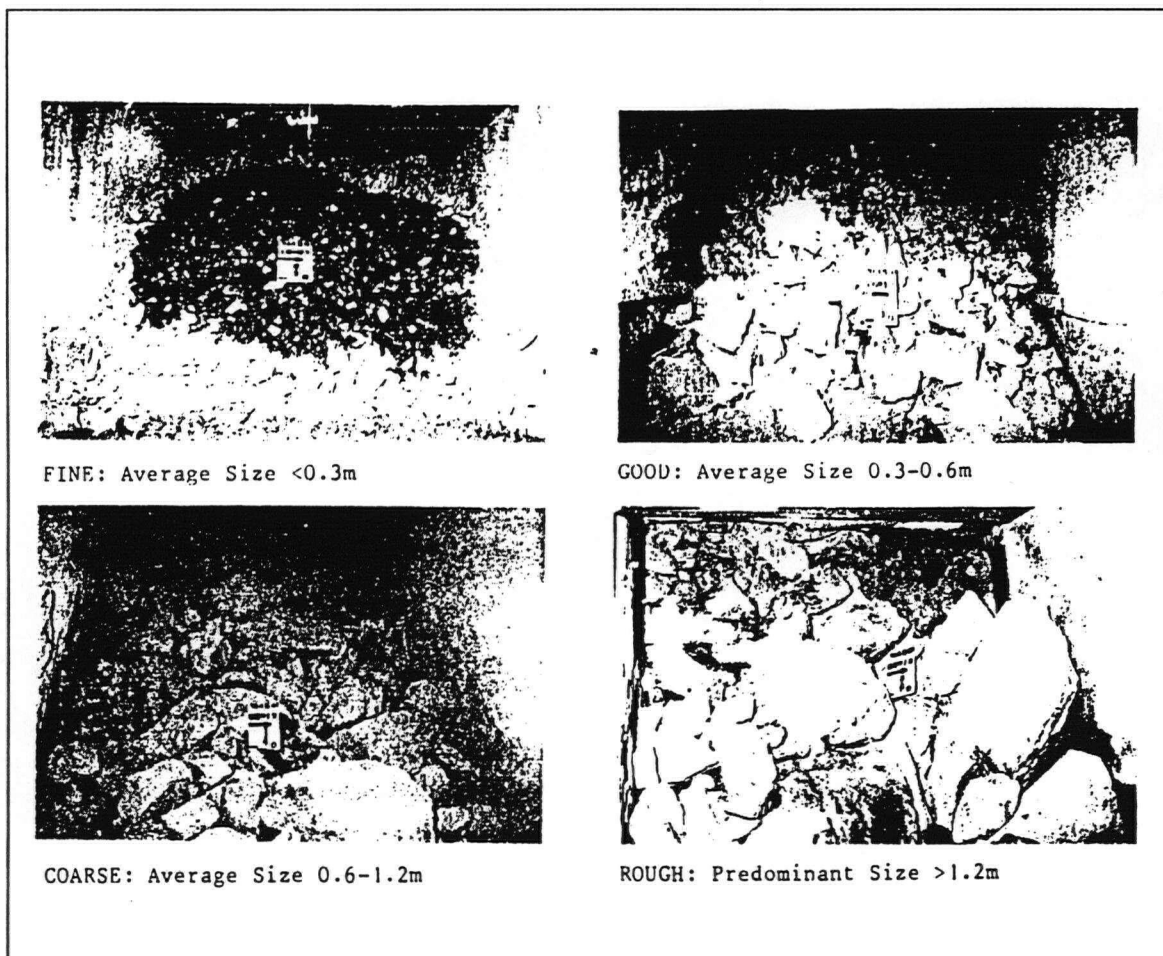 FINE: Average Size <0.3m
GOOD: Average Size 0.3-0.6m
COARSE: Average Size 0.6-1.2m
ROUGH: Predominant Size >1.2m